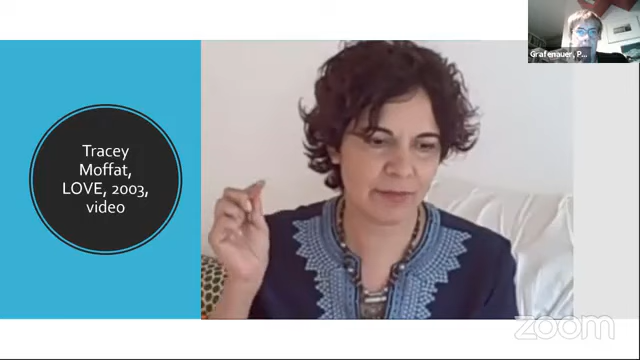 Grafenauer, P...
Tracey
Moffat,
LOVE, 2003,
video
zoom